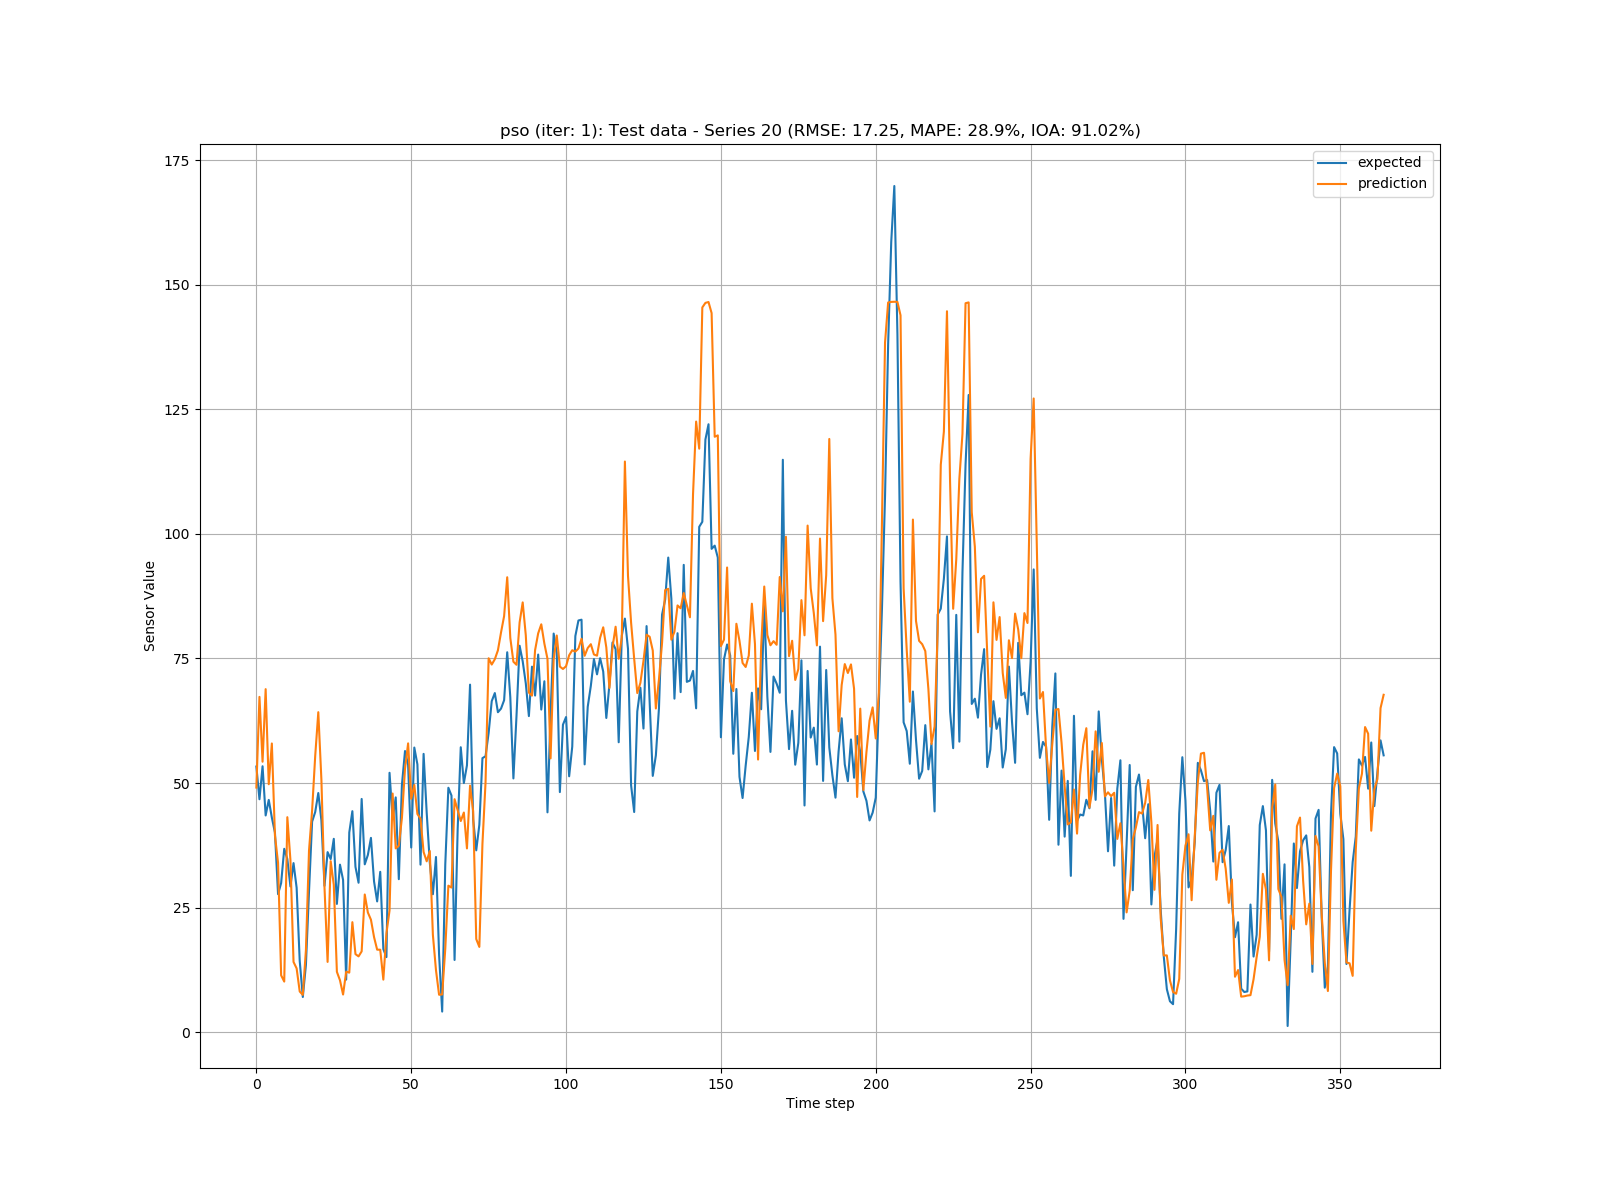 pso (iter: 1): Test data - Series 20 (RMSE: 17.25, MAPE: 28.9%, IOA: 91.02%)
expected
prediction
175
150
125
100
75
50
25
0
Sensor Value
0 50 100 150 200 250 300 350
Time step